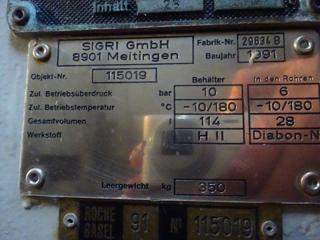 Inhalt 28
SIGRI GmbH
8901 Meitingen
Fabrik-Nr. 29834 B
Baujahr 1991
Objekt-Nr. 115019
Behälter in den Rohren
Zul. Betriebsüberdruck bar 10 6
Zul. Betriebstemperatur °C -10/180 -10/180
Gesamtvolumen l 114 28
Werkstoff H II Diabon-N
Leergewicht kg 350
ROCHE
BASEL 91 Nº 115019